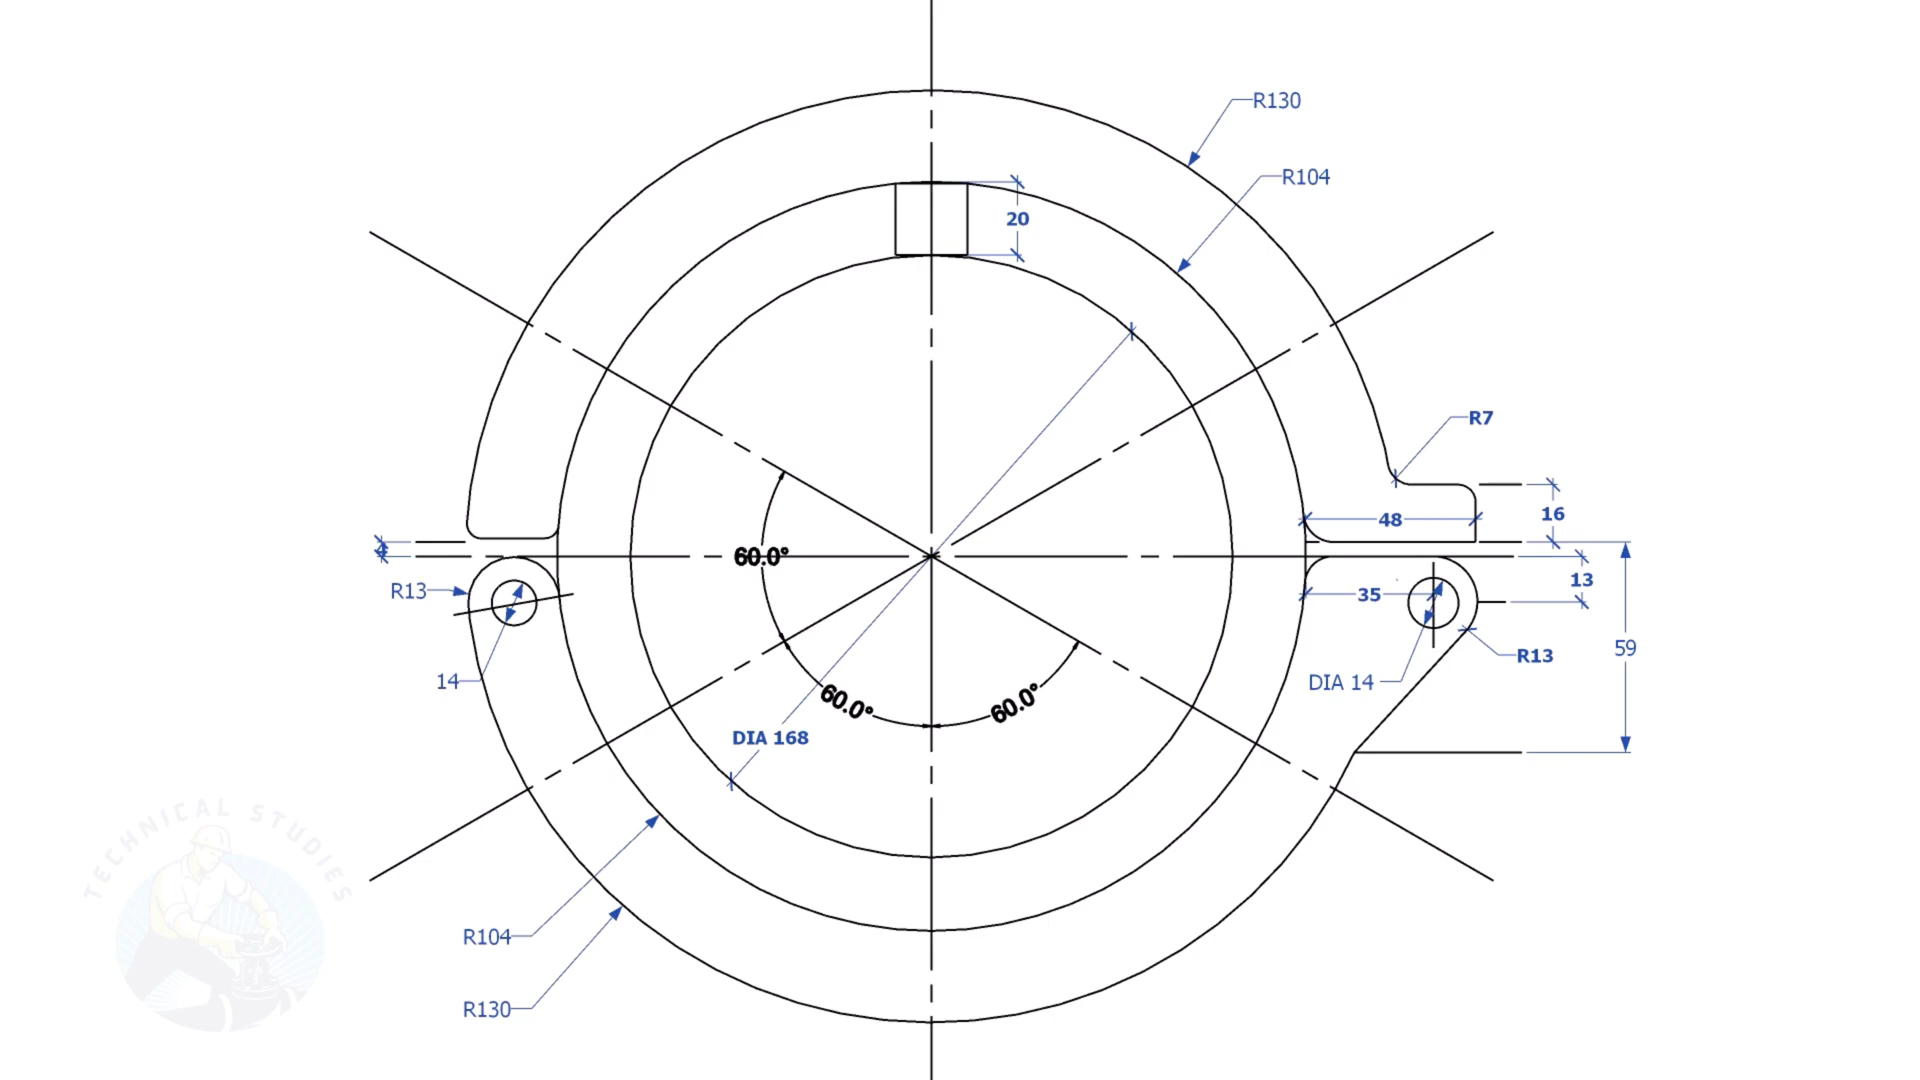 R130
R104
20
R7
48
16
4
60.0°
13
R13
35
59
R13
14
DIA 14
60.0°
60.0°
DIA 168
TECHNICAL STUDIES
R104
R130